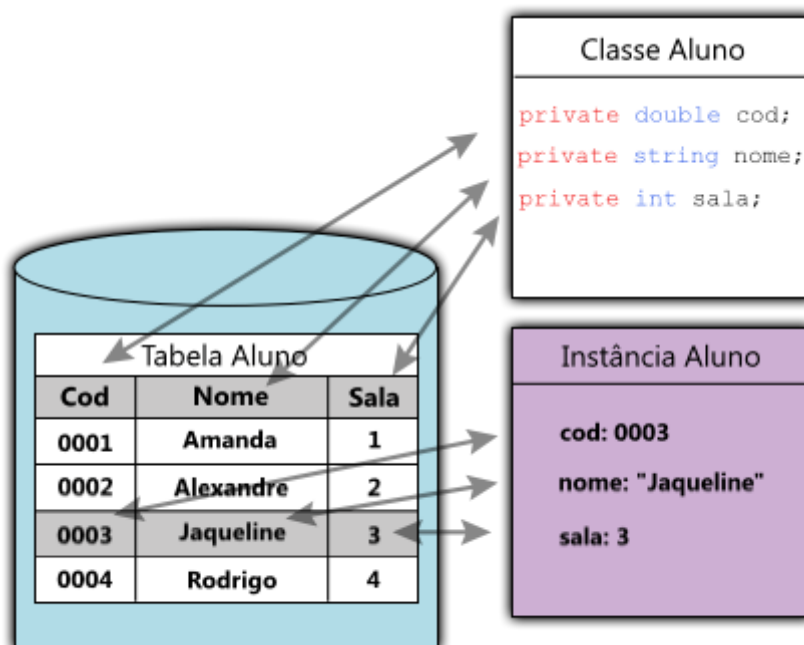 Classe Aluno
private double cod;
private string nome;
private int sala;
Tabela Aluno
Cod Nome Sala
0001 Amanda 1
0002 Alexandre 2
0003 Jaqueline 3
0004 Rodrigo 4
Instância Aluno
cod: 0003
nome: "Jaqueline"
sala: 3